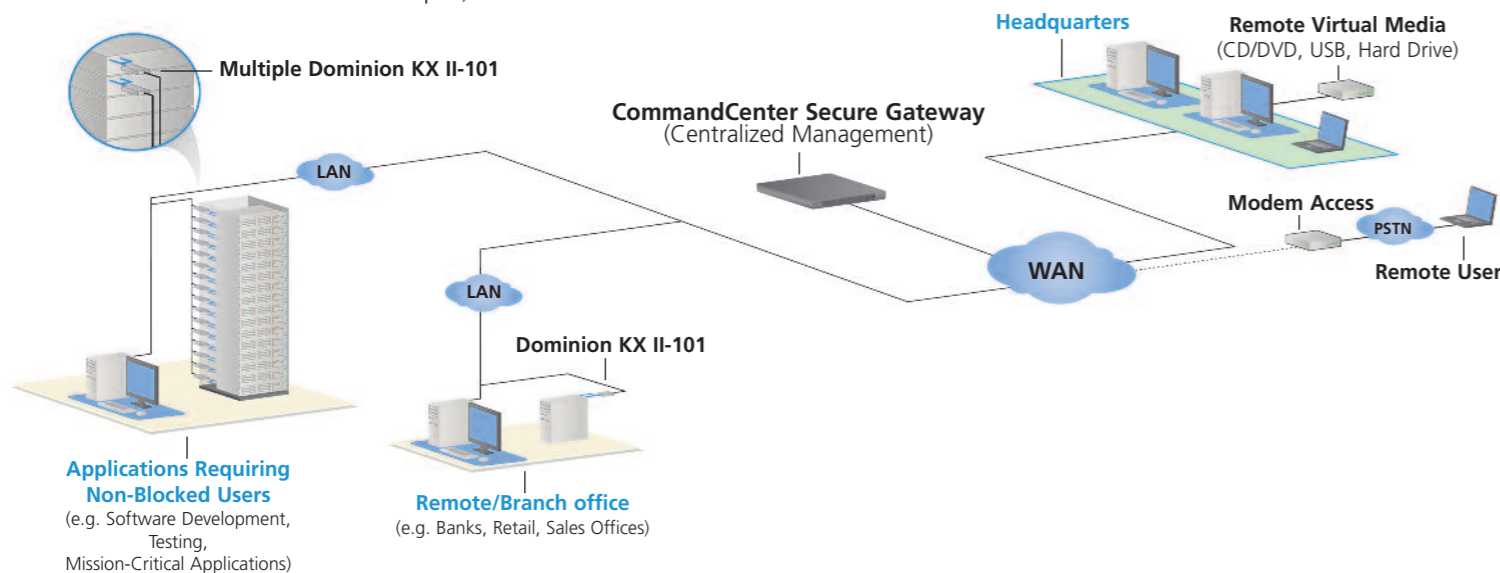 Headquarters
Remote Virtual Media
(CD/DVD, USB, Hard Drive)
Multiple Dominion KX II-101
CommandCenter Secure Gateway
(Centralized Management)
LAN
Modem Access
PSTN
Remote User
WAN
LAN
Dominion KX II-101
Applications Requiring
Non-Blocked Users
(e.g. Software Development,
Testing,
Mission-Critical Applications)
Remote/Branch office
(e.g. Banks, Retail, Sales Offices)